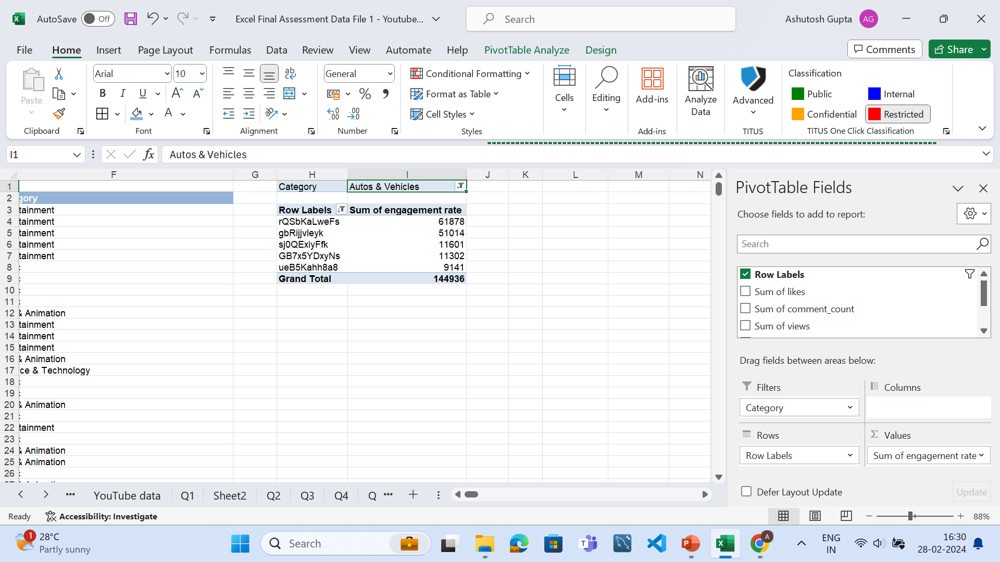 AutoSave Off Excel Final Assessment Data File 1 - Youtube... Search Ashutosh Gupta AG
File Home Insert Page Layout Formulas Data Review View Automate Help PivotTable Analyze Design Comments Share
Paste
Clipboard
Arial 10
B I U A A
A
Font
ab
Alignment
General
% 9
Number
Conditional Formatting
Format as Table
Cell Styles
Styles
Cells
Editing
Add-ins
Add-ins
Analyze
Data
Advanced
TITUS
Classification
Public Internal
Confidential Restricted
TITUS One Click Classification
I1 fx Autos & Vehicles
F G H I J K L M N
1 Category Autos & Vehicles
2 gory
3 tainment Row Labels Sum of engagement rate
4 tainment rQSbKaLweFs 61878
5 tainment gbRijjvleyk 51014
6 tainment sj0QExiyFfk 11601
7 tainment GB7x5YDxyNs 11302
8 ueB5Kahh8a8 9141
9 Grand Total 144936
10
11
12 & Animation
13 tainment
14 tainment
15 tainment
16 & Animation
17 ce & Technology
18
19
20 & Animation
21
22 tainment
23
24 & Animation
25 & Animation
26
PivotTable Fields
Choose fields to add to report:
Search
Row Labels
Sum of likes
Sum of comment_count
Sum of views
Drag fields between areas below:
Filters Columns
Category
Rows Σ Values
Row Labels Sum of engagement rate
Defer Layout Update Update
YouTube data Q1 Sheet2 Q2 Q3 Q4 Q ...
Ready Accessibility: Investigate 88%
1 28°C
Partly sunny
Search
A
ENG
IN
16:30
28-02-2024